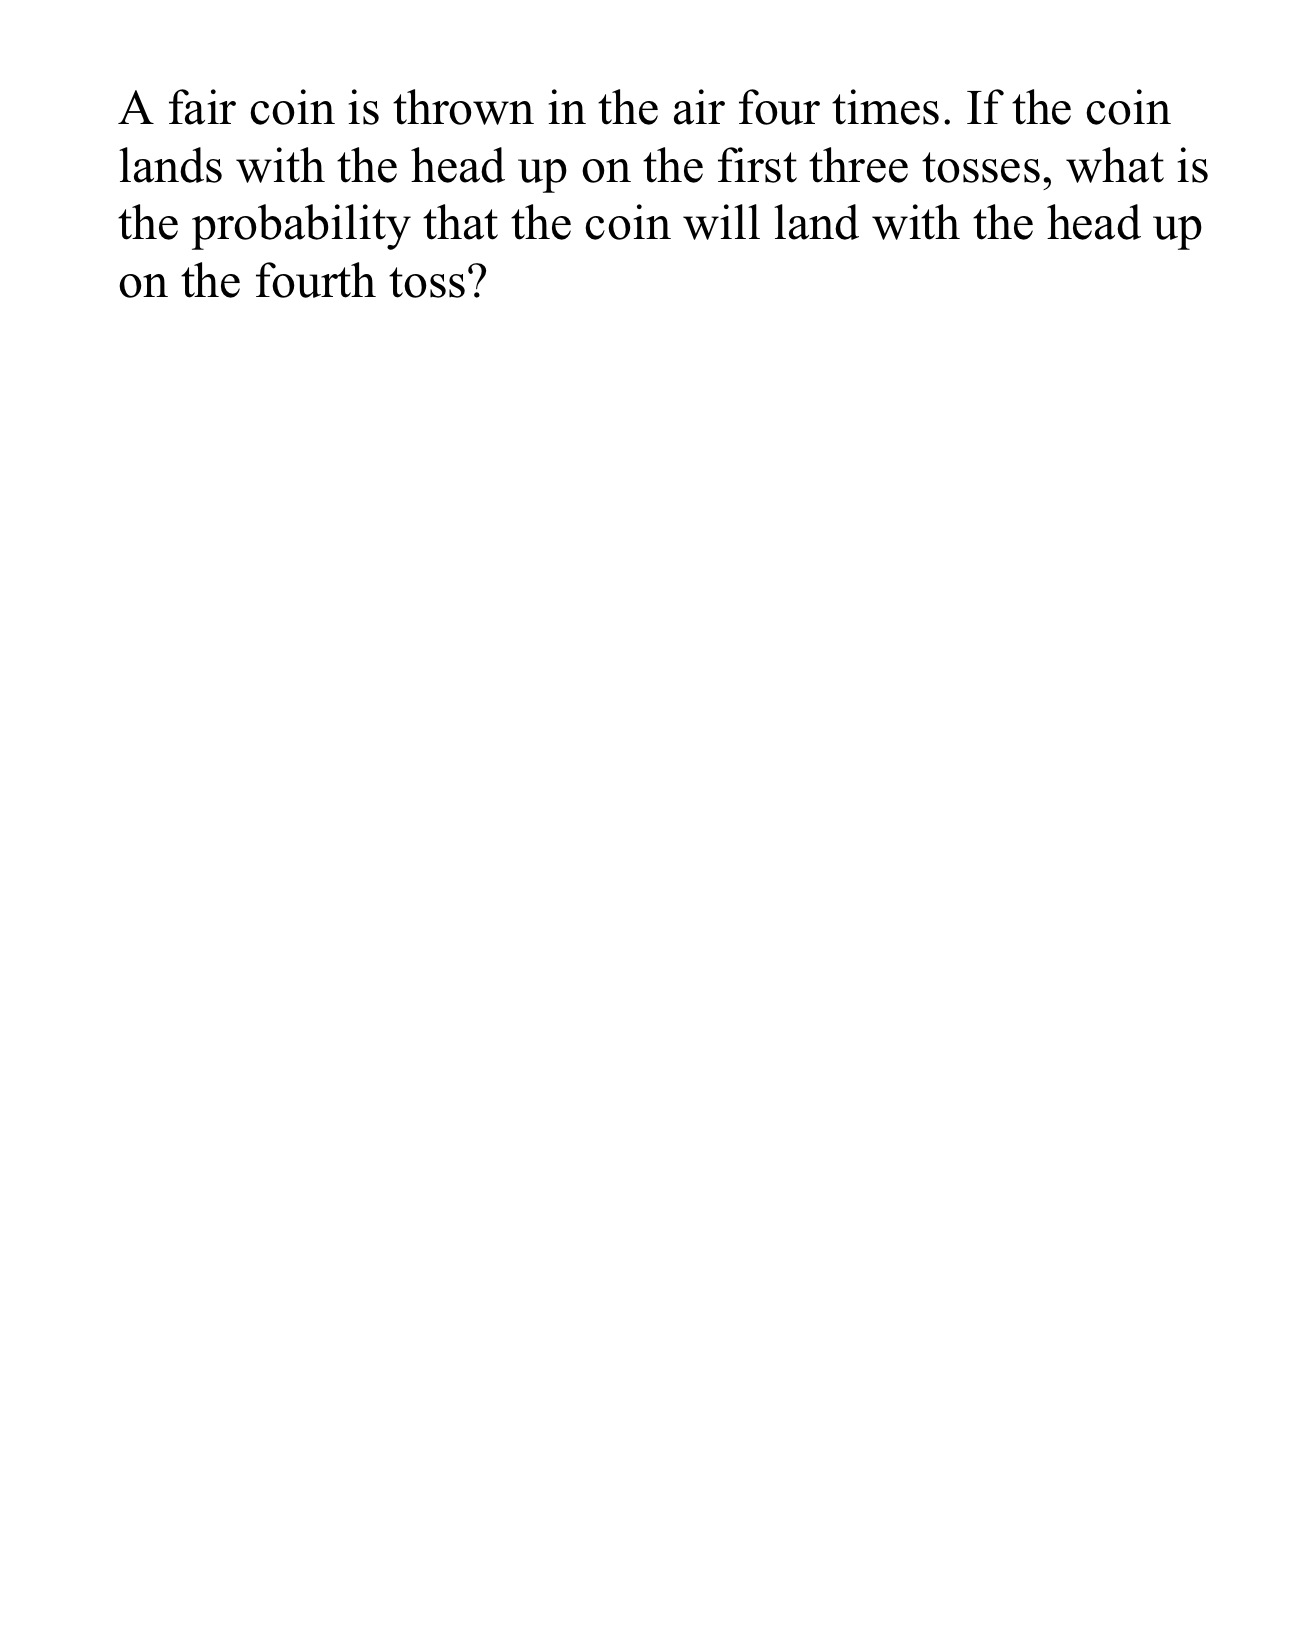 A fair coin is thrown in the air four times. If the coin
lands with the head up on the first three tosses, what is
the probability that the coin will land with the head up
on the fourth toss?